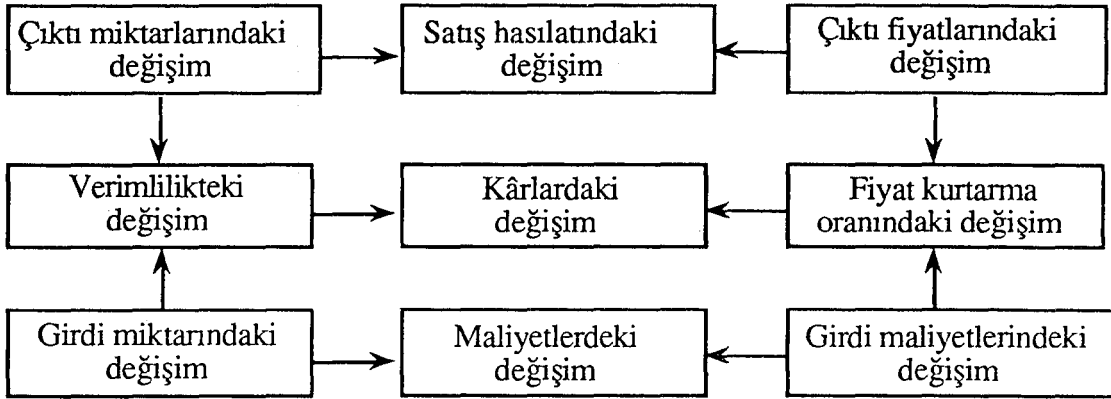 Çıktı miktarlarındaki
değişim
Satış hasılatındaki
değişim
Çıktı fiyatlarındaki
değişim
Verimlilikteki
değişim
Kârlardaki
değişim
Fiyat kurtarma
oranındaki değişim
Girdi miktarındaki
değişim
Maliyetlerdeki
değişim
Girdi maliyetlerindeki
değişim